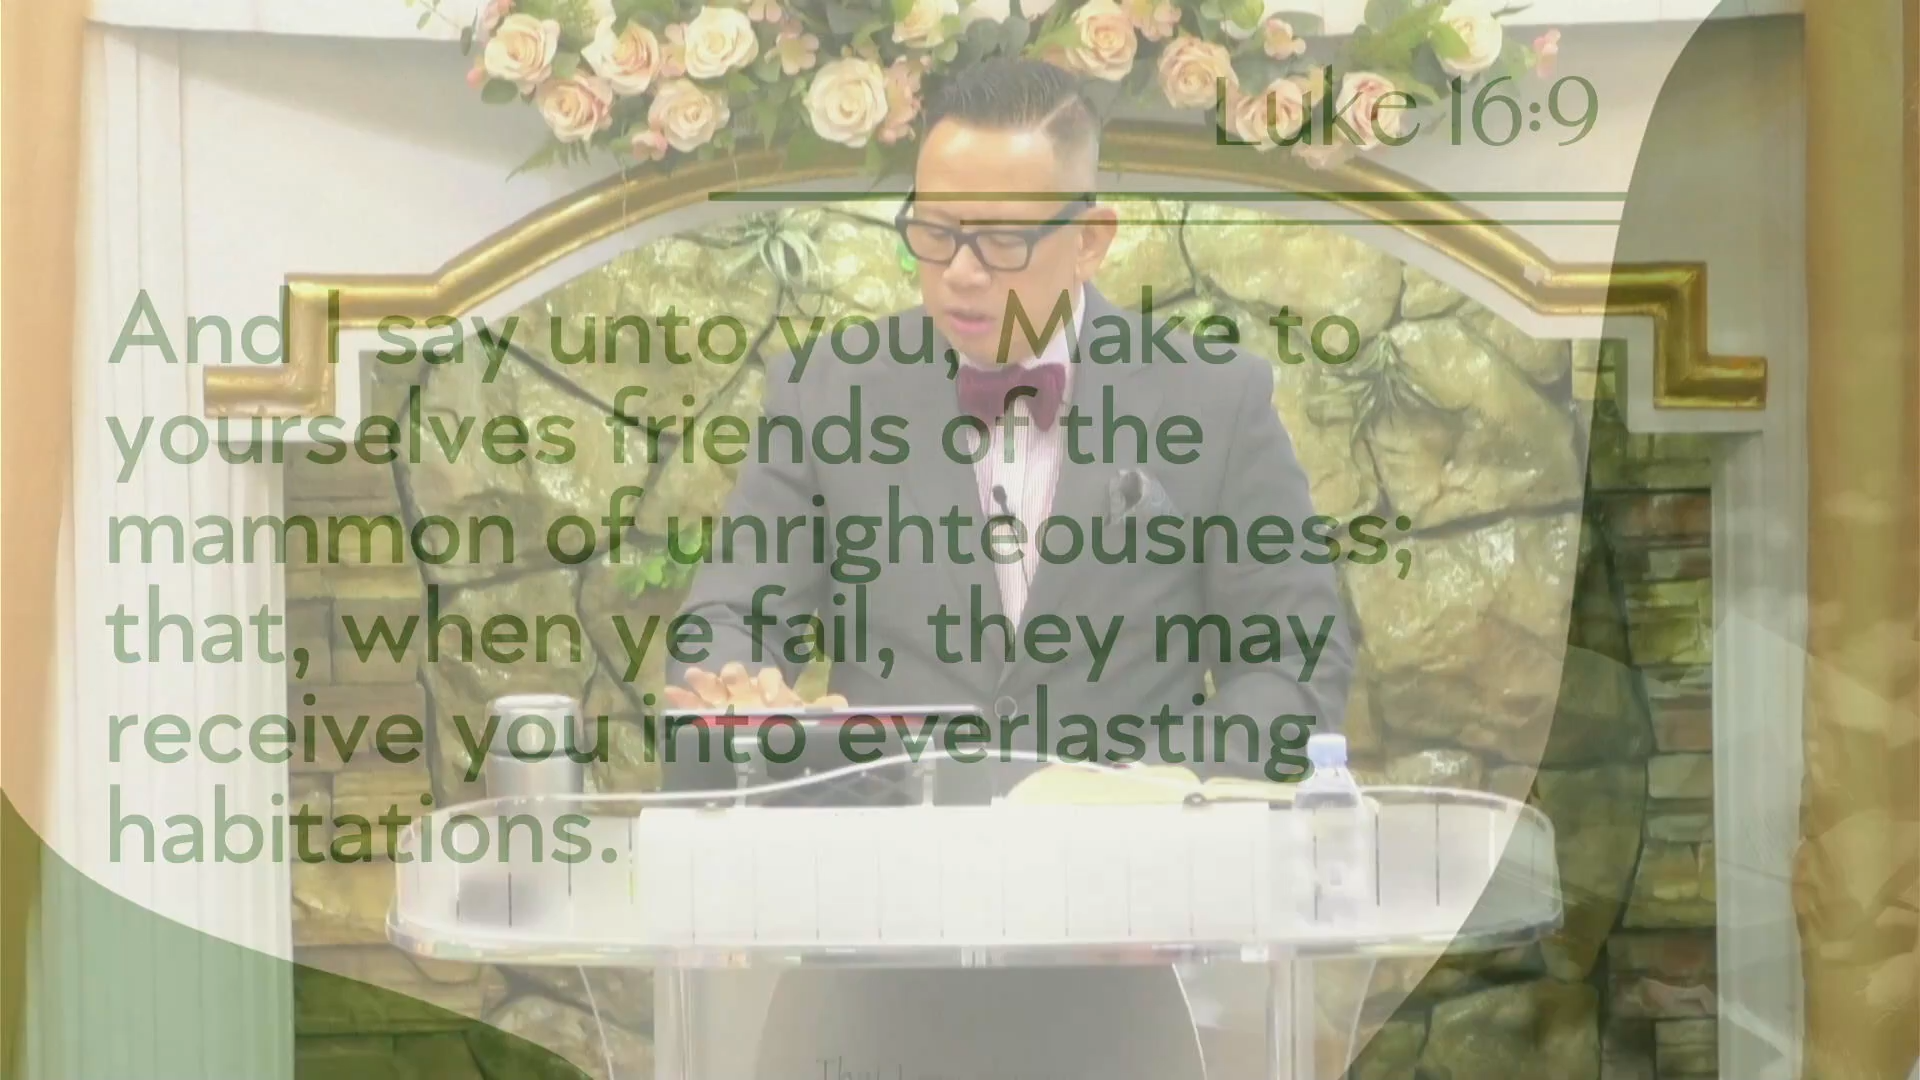 Luke 16:9
And I say unto you, Make to
yourselves friends of the
mammon of unrighteousness;
that, when ye fail, they may
receive you into everlasting
habitations.